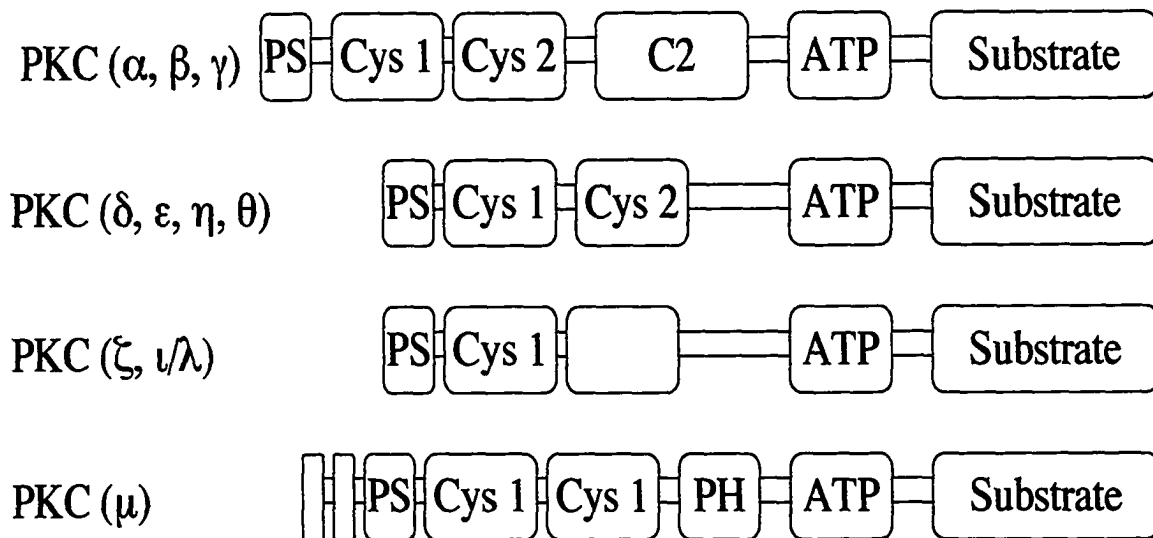 PKC (α, β, γ) PS Cys 1 Cys 2 C2 ATP Substrate
PKC (δ, ε, η, θ) PS Cys 1 Cys 2 ATP Substrate
PKC (ζ, ι/λ) PS Cys 1 ATP Substrate
PKC (μ) PS Cys 1 Cys 1 PH ATP Substrate